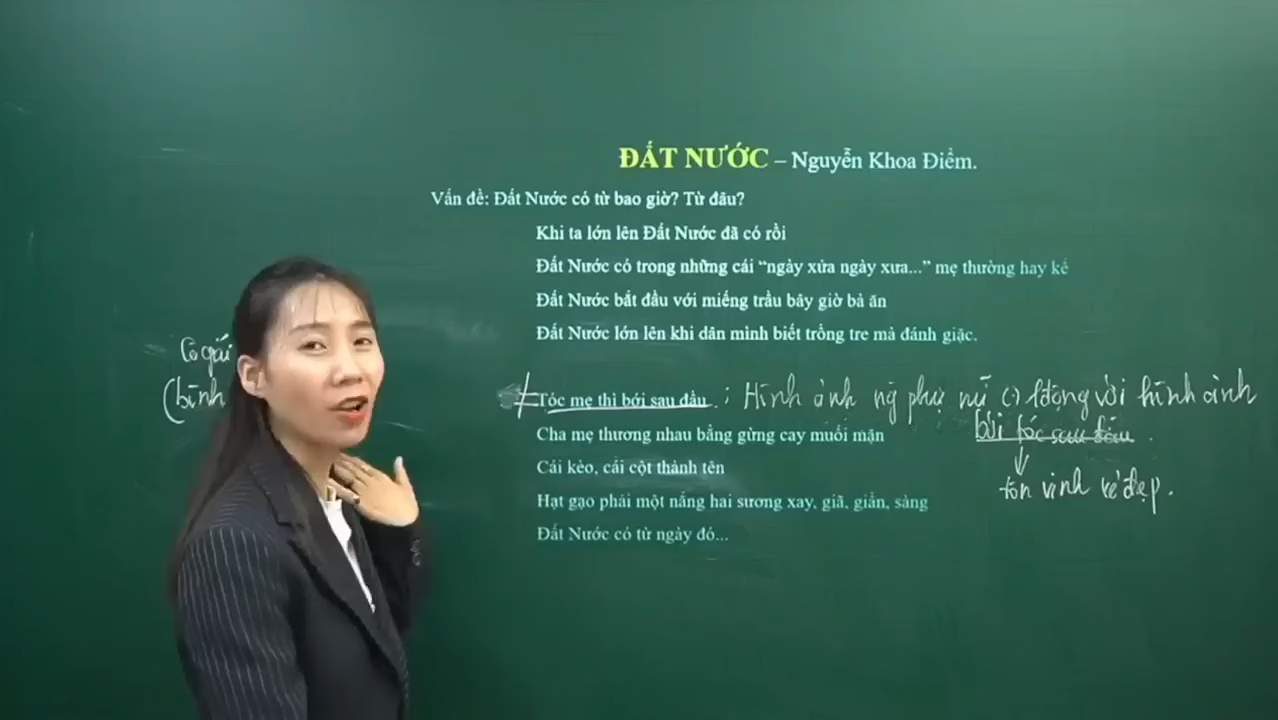 ĐẤT NƯỚC – Nguyễn Khoa Điềm.
Vấn đề: Đất Nước có từ bao giờ? Từ đâu?
Khi ta lớn lên Đất Nước đã có rồi
Đất Nước có trong những cái “ngày xửa ngày xưa...” mẹ thường hay kể
Đất Nước bắt đầu với miếng trầu bây giờ bà ăn
Đất Nước lớn lên khi dân mình biết trồng tre mà đánh giặc.
Cô gái
(bình
Tóc mẹ thì bới sau đầu : Hình ảnh ng phụ nữ VN với hình ảnh
bới tóc sau đầu
Cha mẹ thương nhau bằng gừng cay muối mặn
Cái kèo, cái cột thành tên
tôn vinh vẻ đẹp.
Hạt gạo phải một nắng hai sương xay, giã, giần, sàng
Đất Nước có từ ngày đó...